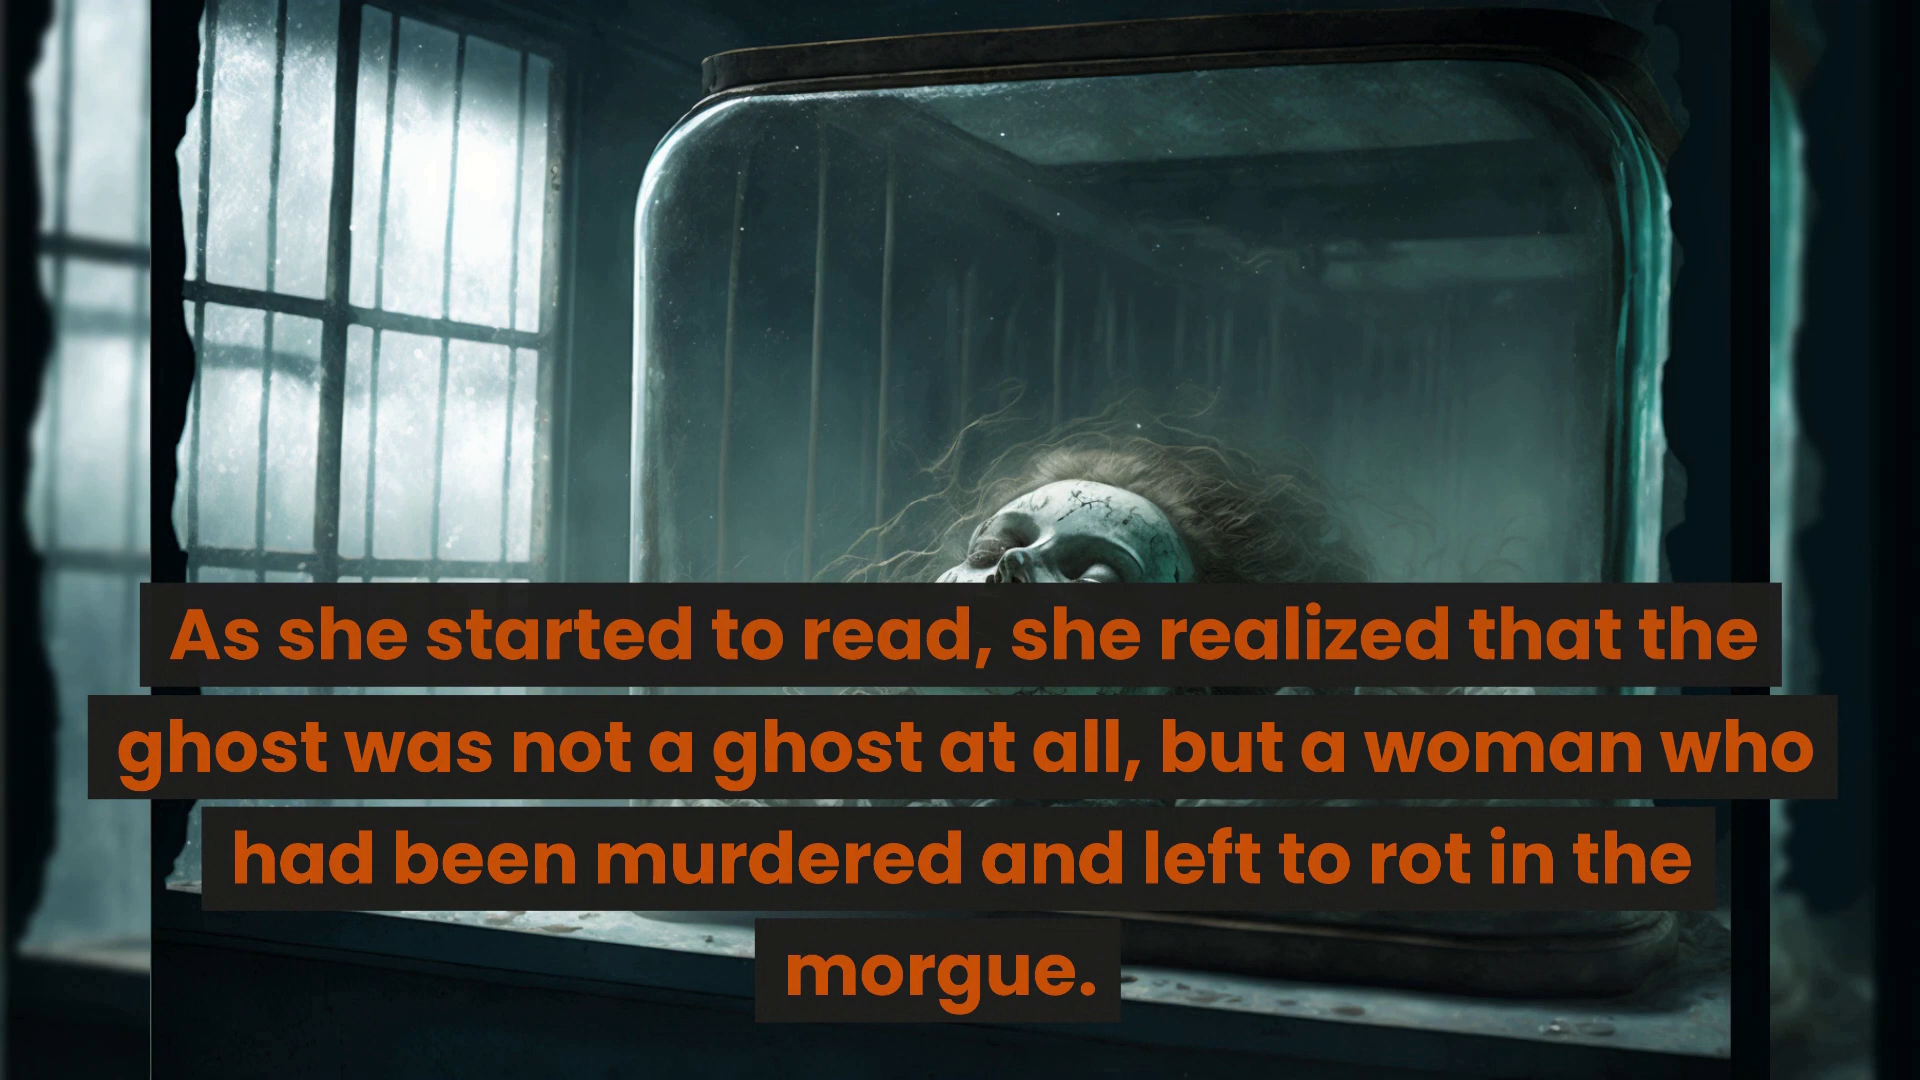 As she started to read, she realized that the
ghost was not a ghost at all, but a woman who
had been murdered and left to rot in the
morgue.